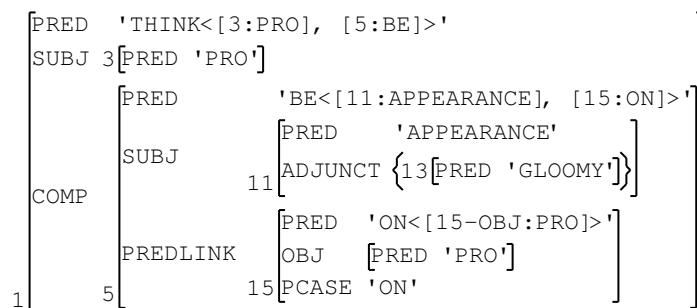 PRED 'THINK<[3:PRO], [5:BE]>'
SUBJ 3[PRED 'PRO']
PRED 'BE<[11:APPEARANCE], [15:ON]>'
PRED 'APPEARANCE'
SUBJ
ADJUNCT {13[PRED 'GLOOMY']}
11
COMP
PRED 'ON<[15-OBJ:PRO]>'
PREDLINK OBJ [PRED 'PRO']
1 5 15 PCASE 'ON'